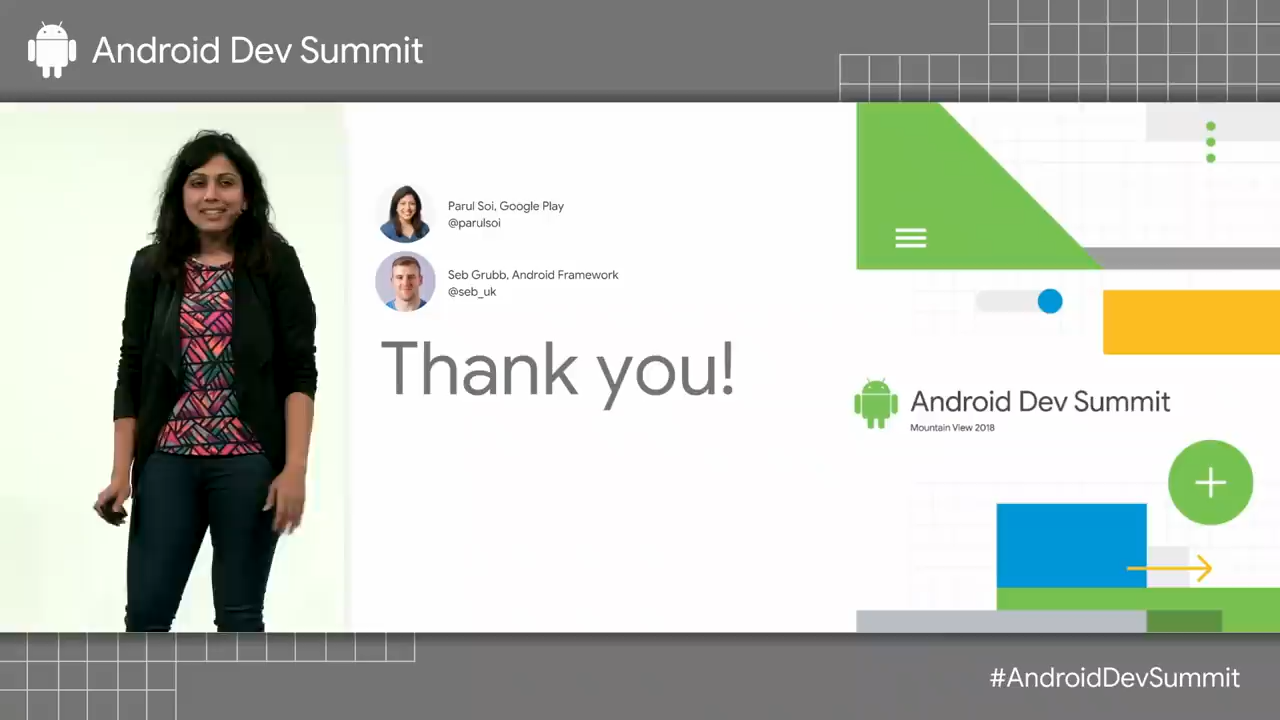 Android Dev Summit
Parul Soi, Google Play
@parulsoi
Seb Grubb, Android Framework
@seb_uk
Thank you!
Android Dev Summit
Mountain View 2018
#AndroidDevSummit